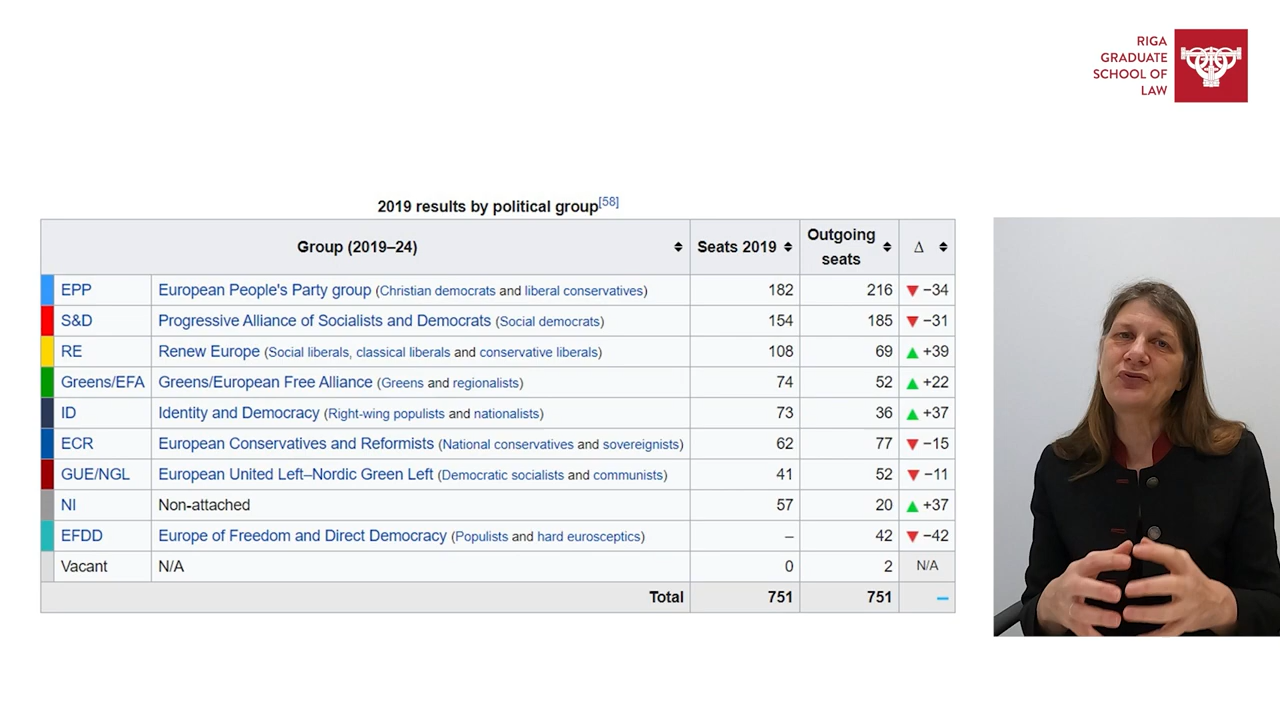 RIGA
GRADUATE
SCHOOL OF
LAW
2019 results by political group[58]
Group (2019–24) Seats 2019 Outgoing seats Δ
EPP European People's Party group (Christian democrats and liberal conservatives) 182 216 ▼ −34
S&D Progressive Alliance of Socialists and Democrats (Social democrats) 154 185 ▼ −31
RE Renew Europe (Social liberals, classical liberals and conservative liberals) 108 69 ▲ +39
Greens/EFA Greens/European Free Alliance (Greens and regionalists) 74 52 ▲ +22
ID Identity and Democracy (Right-wing populists and nationalists) 73 36 ▲ +37
ECR European Conservatives and Reformists (National conservatives and sovereignists) 62 77 ▼ −15
GUE/NGL European United Left–Nordic Green Left (Democratic socialists and communists) 41 52 ▼ −11
NI Non-attached 57 20 ▲ +37
EFDD Europe of Freedom and Direct Democracy (Populists and hard eurosceptics) – 42 ▼ −42
Vacant N/A 0 2 N/A
Total 751 751 –